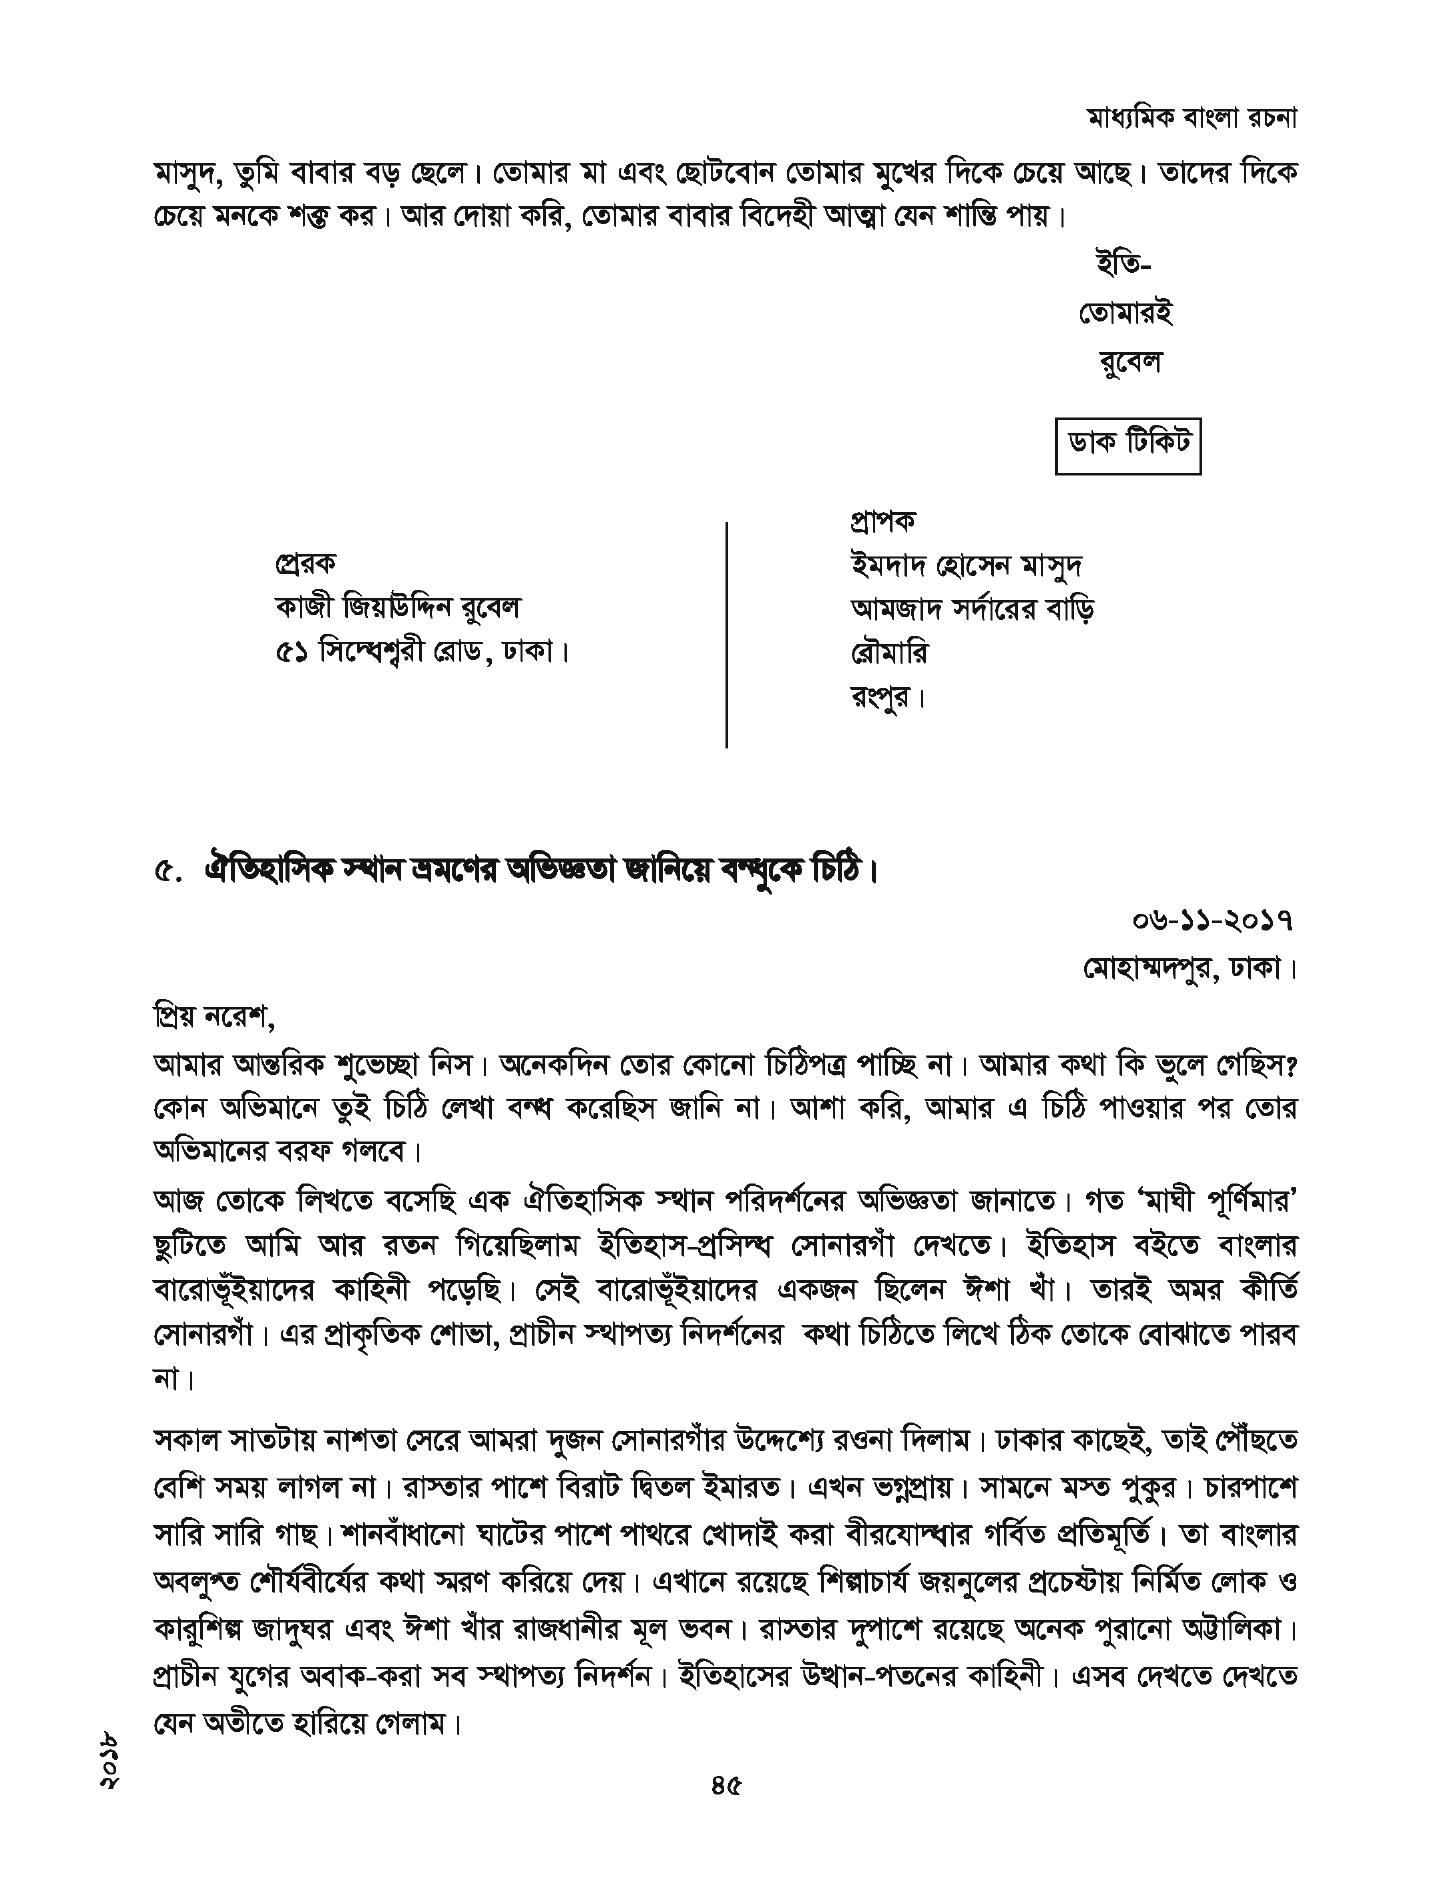 মাধ্যমিক বাংলা রচনা
মাসুদ, তুমি বাবার বড় ছেলে। তোমার মা এবং ছোটবোন তোমার মুখের দিকে চেয়ে আছে। তাদের দিকে
চেয়ে মনকে শক্ত কর। আর দোয়া করি, তোমার বাবার বিদেহী আত্মা যেন শান্তি পায়।
ইতি-
তোমারই
রুবেল
ডাক টিকিট
প্রেরক
কাজী জিয়াউদ্দিন রুবেল
৫১ সিদ্ধেশ্বরী রোড, ঢাকা।
প্রাপক
ইমদাদ হোসেন মাসুদ
আমজাদ সর্দারের বাড়ি
রৌমারি
রংপুর।
৫. ঐতিহাসিক স্থান ভ্রমণের অভিজ্ঞতা জানিয়ে বন্ধুকে চিঠি।
০৬-১১-২০১৭
মোহাম্মদপুর, ঢাকা।
প্রিয় নরেশ,
আমার আন্তরিক শুভেচ্ছা নিস। অনেকদিন তোর কোনো চিঠিপত্র পাচ্ছি না। আমার কথা কি ভুলে গেছিস?
কোন অভিমানে তুই চিঠি লেখা বন্ধ করেছিস জানি না। আশা করি, আমার এ চিঠি পাওয়ার পর তোর
অভিমানের বরফ গলবে।
আজ তোকে লিখতে বসেছি এক ঐতিহাসিক স্থান পরিদর্শনের অভিজ্ঞতা জানাতে। গত ‘মাঘী পূর্ণিমার’
ছুটিতে আমি আর রতন গিয়েছিলাম ইতিহাস-প্রসিদ্ধ সোনারগাঁ দেখতে। ইতিহাস বইতে বাংলার
বারোভূঁইয়াদের কাহিনী পড়েছি। সেই বারোভূঁইয়াদের একজন ছিলেন ঈশা খাঁ। তারই অমর কীর্তি
সোনারগাঁ। এর প্রাকৃতিক শোভা, প্রাচীন স্থাপত্য নিদর্শনের কথা চিঠিতে লিখে ঠিক তোকে বোঝাতে পারব
না।
সকাল সাতটায় নাশতা সেরে আমরা দুজন সোনারগাঁর উদ্দেশ্যে রওনা দিলাম। ঢাকার কাছেই, তাই পৌঁছতে
বেশি সময় লাগল না। রাস্তার পাশে বিরাট দ্বিতল ইমারত। এখন ভগ্নপ্রায়। সামনে মস্ত পুকুর। চারপাশে
সারি সারি গাছ। শানবাঁধানো ঘাটের পাশে পাথরে খোদাই করা বীরযোদ্ধার গর্বিত প্রতিমূর্তি। তা বাংলার
অবলুপ্ত শৌর্যবীর্যের কথা স্মরণ করিয়ে দেয়। এখানে রয়েছে শিল্পাচার্য জয়নুলের প্রচেষ্টায় নির্মিত লোক ও
কারুশিল্প জাদুঘর এবং ঈশা খাঁর রাজধানীর মূল ভবন। রাস্তার দুপাশে রয়েছে অনেক পুরানো অট্টালিকা।
প্রাচীন যুগের অবাক-করা সব স্থাপত্য নিদর্শন। ইতিহাসের উত্থান-পতনের কাহিনী। এসব দেখতে দেখতে
যেন অতীতে হারিয়ে গেলাম।
২০১৮
৪৫